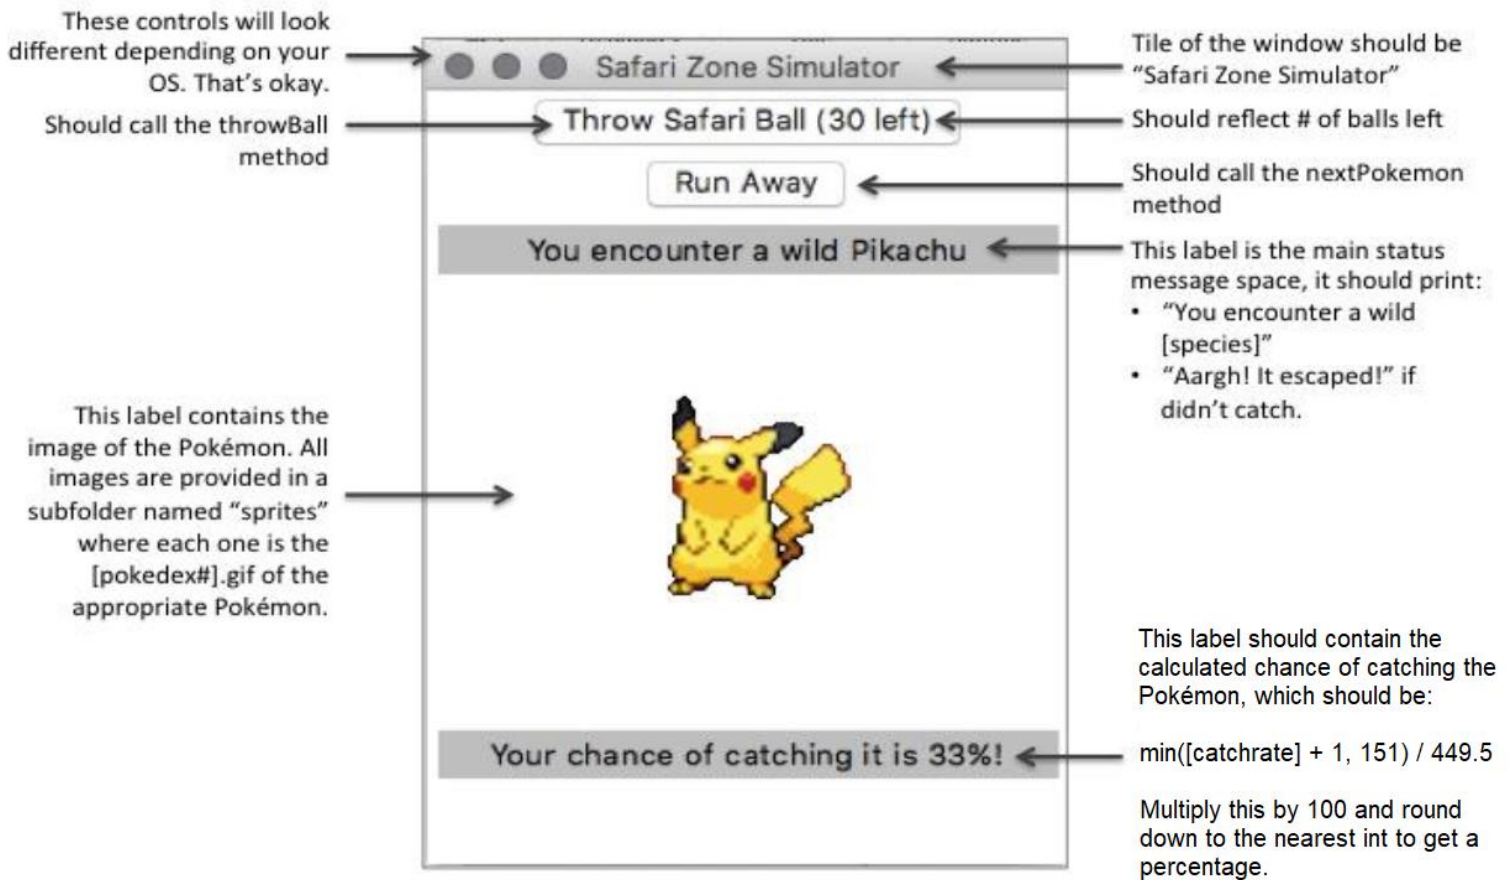 These controls will look
different depending on your
OS. That's okay.
Should call the throwBall
method
This label contains the
image of the Pokémon. All
images are provided in a
subfolder named “sprites”
where each one is the
[pokedex#].gif of the
appropriate Pokémon.
Safari Zone Simulator
Throw Safari Ball (30 left)
Run Away
You encounter a wild Pikachu
Your chance of catching it is 33%!
Tile of the window should be
“Safari Zone Simulator”
Should reflect # of balls left
Should call the nextPokemon
method
This label is the main status
message space, it should print:
• “You encounter a wild
[species]”
• “Aargh! It escaped!” if
didn't catch.
This label should contain the
calculated chance of catching the
Pokémon, which should be:
min([catchrate] + 1, 151) / 449.5
Multiply this by 100 and round
down to the nearest int to get a
percentage.